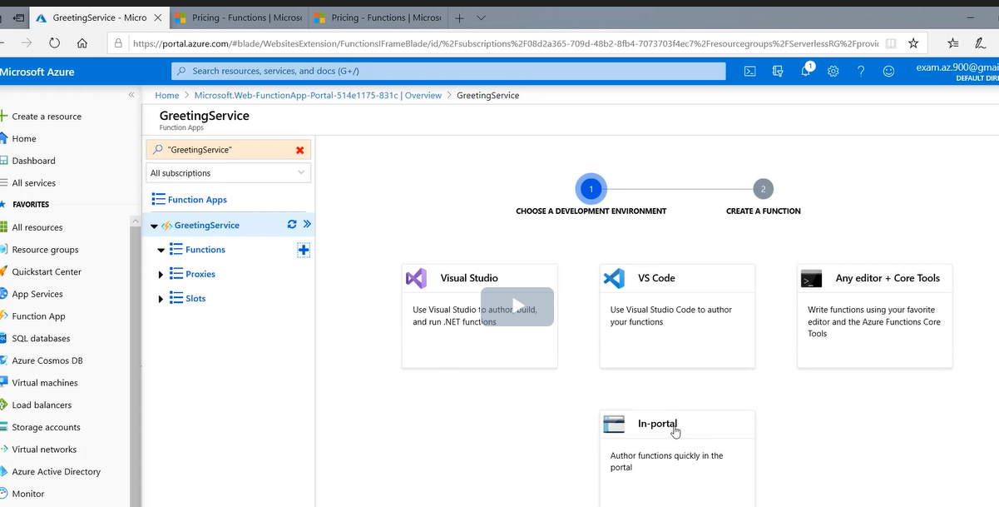 GreetingService - Micro
Pricing - Functions | Microso
Pricing - Functions | Microso
https://portal.azure.com/#blade/WebsitesExtension/FunctionsIFrameBlade/id/%2Fsubscriptions%2F08d2a365-709d-48b2-8fb4-7073703f4ec7%2Fresourcegroups%2FServerlessRG%2Fprovid
Microsoft Azure
Search resources, services, and docs (G+/)
1
exam.az.900@gmai
DEFAULT DIRE
Home > Microsoft.Web-FunctionApp-Portal-514e1175-831c | Overview > GreetingService
GreetingService
Function Apps
Create a resource
Home
Dashboard
All services
FAVORITES
All resources
Resource groups
Quickstart Center
App Services
Function App
SQL databases
Azure Cosmos DB
Virtual machines
Load balancers
Storage accounts
Virtual networks
Azure Active Directory
Monitor
"GreetingService"
All subscriptions
Function Apps
GreetingService
Functions
Proxies
Slots
1
2
CHOOSE A DEVELOPMENT ENVIRONMENT
CREATE A FUNCTION
Visual Studio
Use Visual Studio to author, build,
and run .NET functions
VS Code
Use Visual Studio Code to author
your functions
Any editor + Core Tools
Write functions using your favorite
editor and the Azure Functions Core
Tools
In-portal
Author functions quickly in the
portal